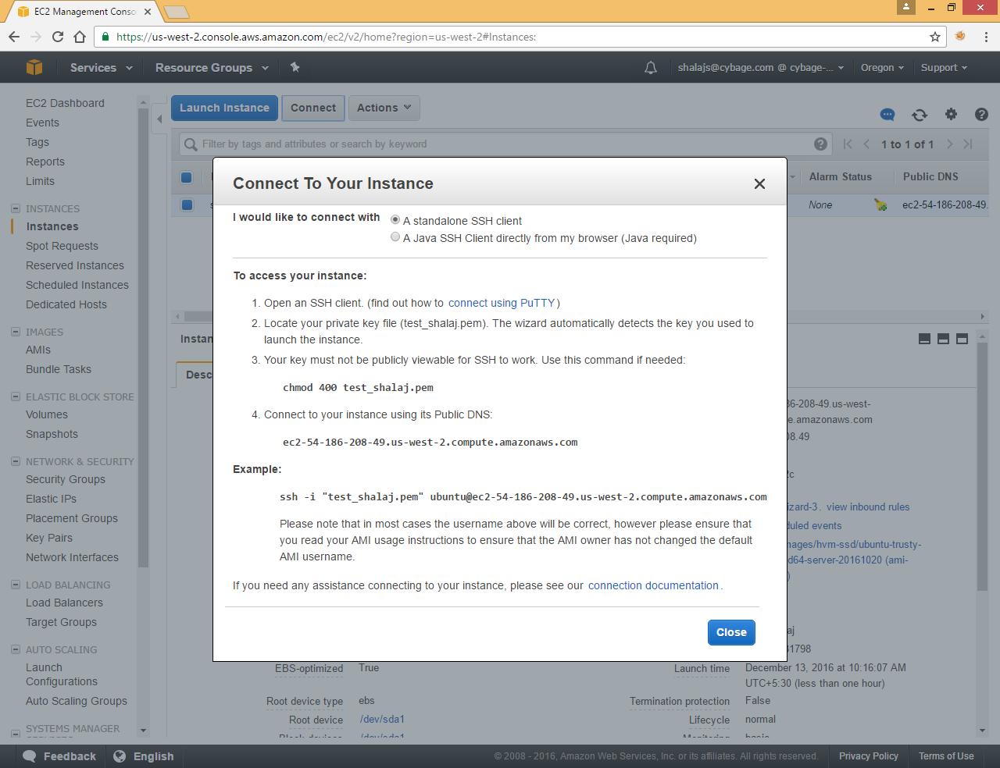 EC2 Management Conso
https://us-west-2.console.aws.amazon.com/ec2/v2/home?region=us-west-2#Instances:
Services
Resource Groups
shalajs@cybage.com @ cybage-...
Oregon
Support
EC2 Dashboard
Events
Tags
Reports
Limits
INSTANCES
Instances
Spot Requests
Reserved Instances
Scheduled Instances
Dedicated Hosts
IMAGES
AMIs
Bundle Tasks
ELASTIC BLOCK STORE
Volumes
Snapshots
NETWORK & SECURITY
Security Groups
Elastic IPs
Placement Groups
Key Pairs
Network Interfaces
LOAD BALANCING
Load Balancers
Target Groups
AUTO SCALING
Launch
Configurations
Auto Scaling Groups
SYSTEMS MANAGER
Launch Instance
Connect
Actions
Filter by tags and attributes or search by keyword
1 to 1 of 1
Alarm Status
Public DNS
None
ec2-54-186-208-49.
Connect To Your Instance
I would like to connect with
A standalone SSH client
A Java SSH Client directly from my browser (Java required)
To access your instance:
1. Open an SSH client. (find out how to connect using PuTTY)
2. Locate your private key file (test_shalaj.pem). The wizard automatically detects the key you used to
launch the instance.
3. Your key must not be publicly viewable for SSH to work. Use this command if needed:
chmod 400 test_shalaj.pem
4. Connect to your instance using its Public DNS:
ec2-54-186-208-49.us-west-2.compute.amazonaws.com
Example:
ssh -i "test_shalaj.pem" ubuntu@ec2-54-186-208-49.us-west-2.compute.amazonaws.com
Please note that in most cases the username above will be correct, however please ensure that
you read your AMI usage instructions to ensure that the AMI owner has not changed the default
AMI username.
If you need any assistance connecting to your instance, please see our connection documentation.
Close
Instan
Desc
36-208-49.us-west-
e.amazonaws.com
08.49
2c
izard-3. view inbound rules
duled events
nages/hvm-ssd/ubuntu-trusty-
d64-server-20161020 (ami-
)
aj
31798
EBS-optimized True
Launch time December 13, 2016 at 10:16:07 AM
UTC+5:30 (less than one hour)
Root device type ebs
Termination protection False
Root device /dev/sda1
Lifecycle normal
Block devices /dev/sda1
Monitoring basic
Feedback
English
© 2008 - 2016, Amazon Web Services, Inc. or its affiliates. All rights reserved.
Privacy Policy
Terms of Use